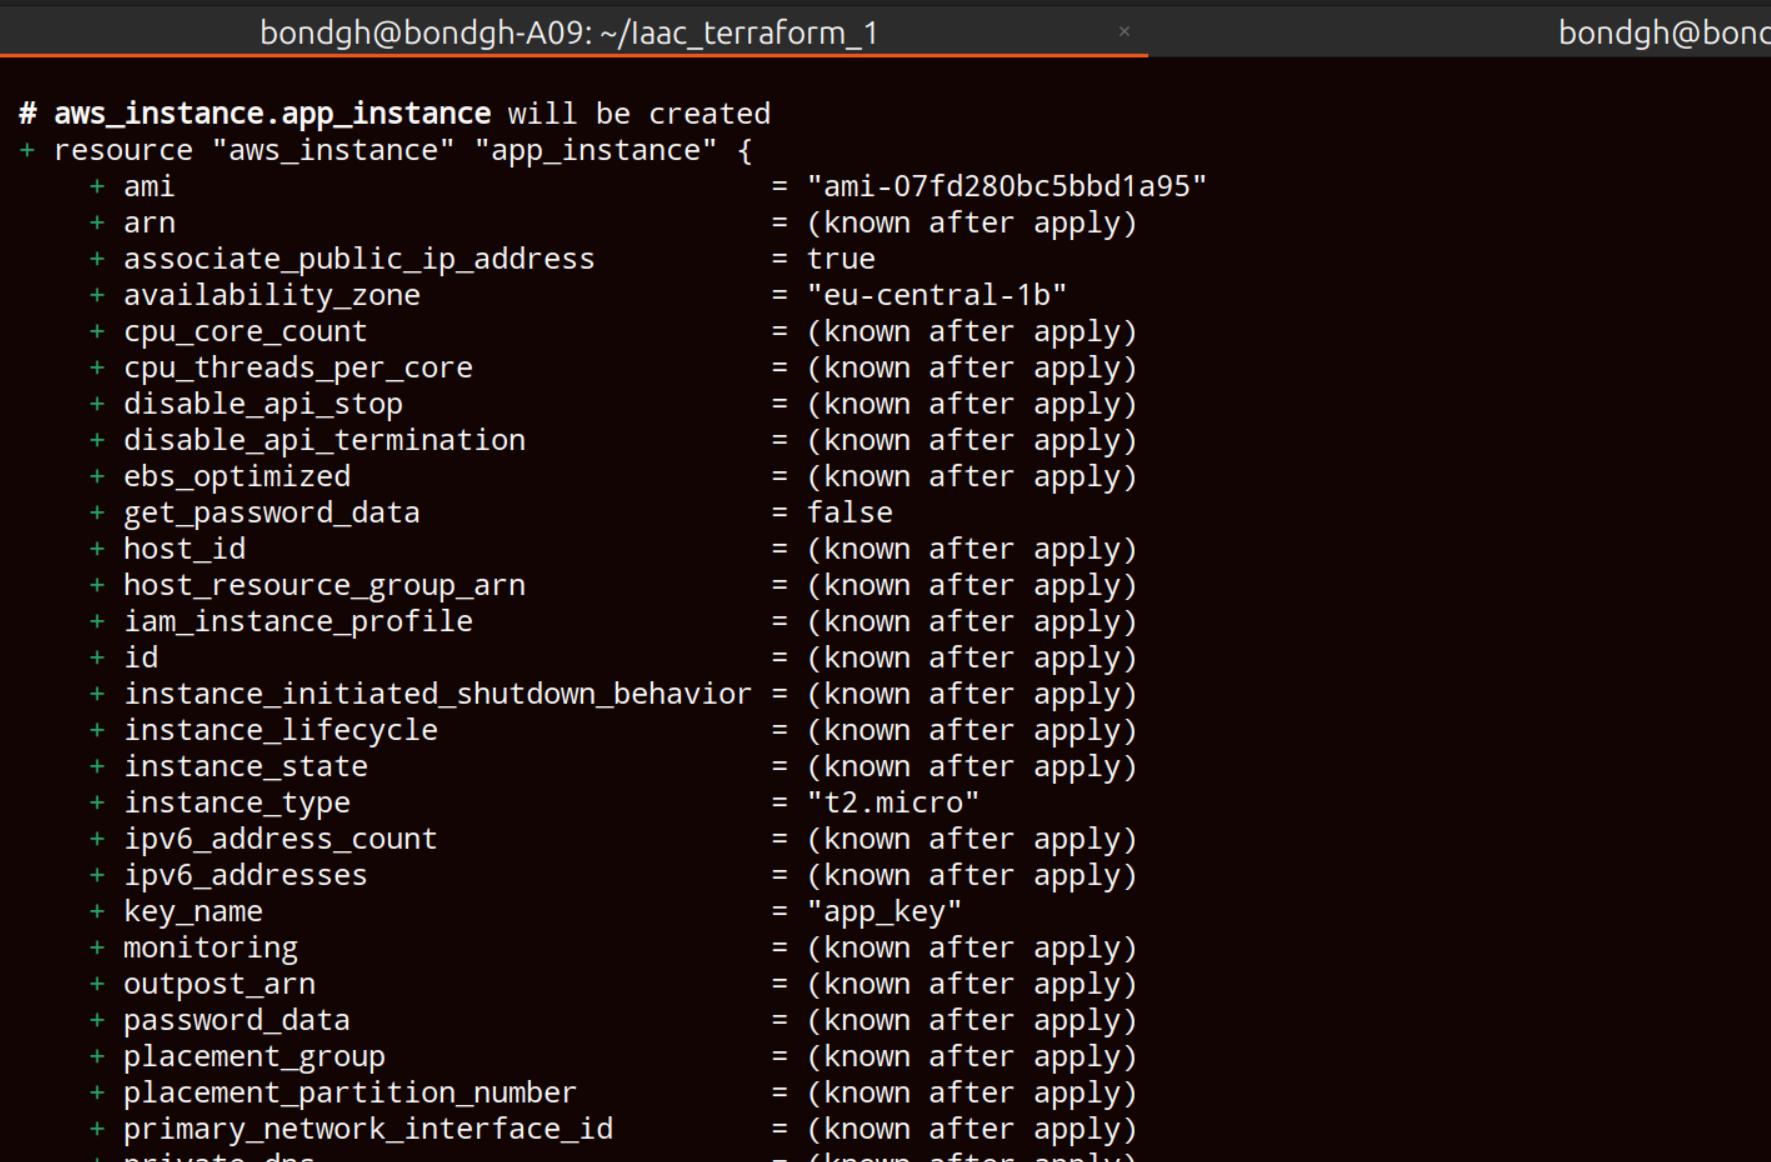 bondgh@bondgh-A09: ~/Iaac_terraform_1 × bondgh@bond
# aws_instance.app_instance will be created
+ resource "aws_instance" "app_instance" {
+ ami = "ami-07fd280bc5bbd1a95"
+ arn = (known after apply)
+ associate_public_ip_address = true
+ availability_zone = "eu-central-1b"
+ cpu_core_count = (known after apply)
+ cpu_threads_per_core = (known after apply)
+ disable_api_stop = (known after apply)
+ disable_api_termination = (known after apply)
+ ebs_optimized = (known after apply)
+ get_password_data = false
+ host_id = (known after apply)
+ host_resource_group_arn = (known after apply)
+ iam_instance_profile = (known after apply)
+ id = (known after apply)
+ instance_initiated_shutdown_behavior = (known after apply)
+ instance_lifecycle = (known after apply)
+ instance_state = (known after apply)
+ instance_type = "t2.micro"
+ ipv6_address_count = (known after apply)
+ ipv6_addresses = (known after apply)
+ key_name = "app_key"
+ monitoring = (known after apply)
+ outpost_arn = (known after apply)
+ password_data = (known after apply)
+ placement_group = (known after apply)
+ placement_partition_number = (known after apply)
+ primary_network_interface_id = (known after apply)
+ private_dns = (known after apply)